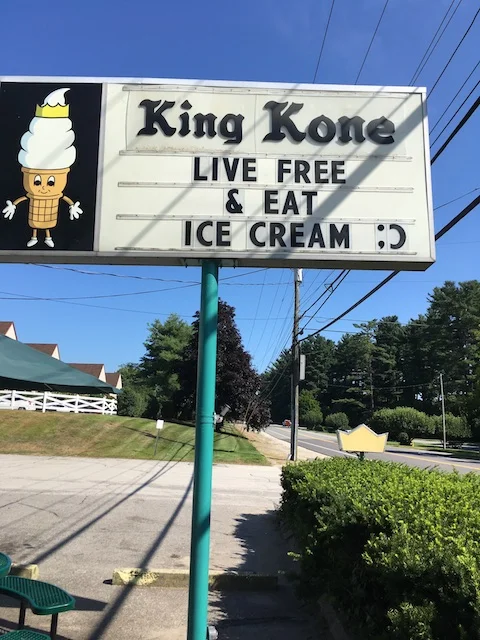 King Kone
LIVE FREE
& EAT
ICE CREAM ;Ɔ